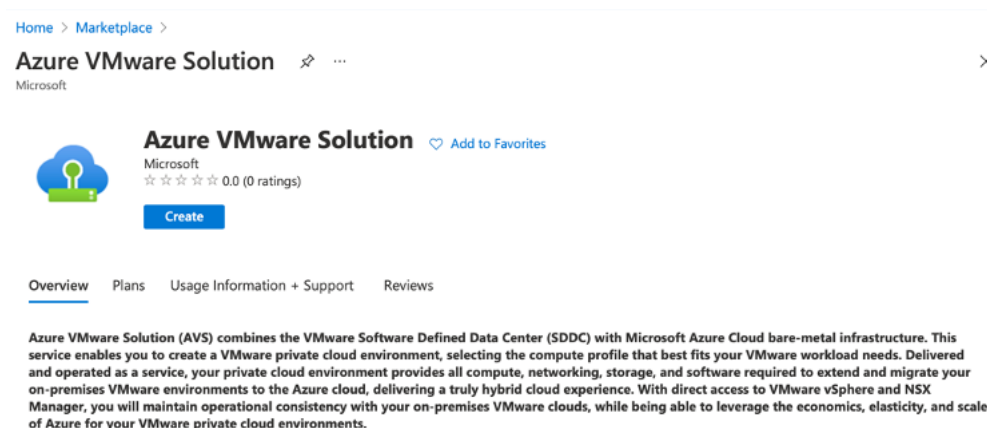 Home > Marketplace >
Azure VMware Solution ...
Microsoft
Azure VMware Solution Add to Favorites
Microsoft
0.0 (0 ratings)
Create
Overview Plans Usage Information + Support Reviews
Azure VMware Solution (AVS) combines the VMware Software Defined Data Center (SDDC) with Microsoft Azure Cloud bare-metal infrastructure. This
service enables you to create a VMware private cloud environment, selecting the compute profile that best fits your VMware workload needs. Delivered
and operated as a service, your private cloud environment provides all compute, networking, storage, and software required to extend and migrate your
on-premises VMware environments to the Azure cloud, delivering a truly hybrid cloud experience. With direct access to VMware vSphere and NSX
Manager, you will maintain operational consistency with your on-premises VMware clouds, while being able to leverage the economics, elasticity, and scale
of Azure for your VMware private cloud environments.